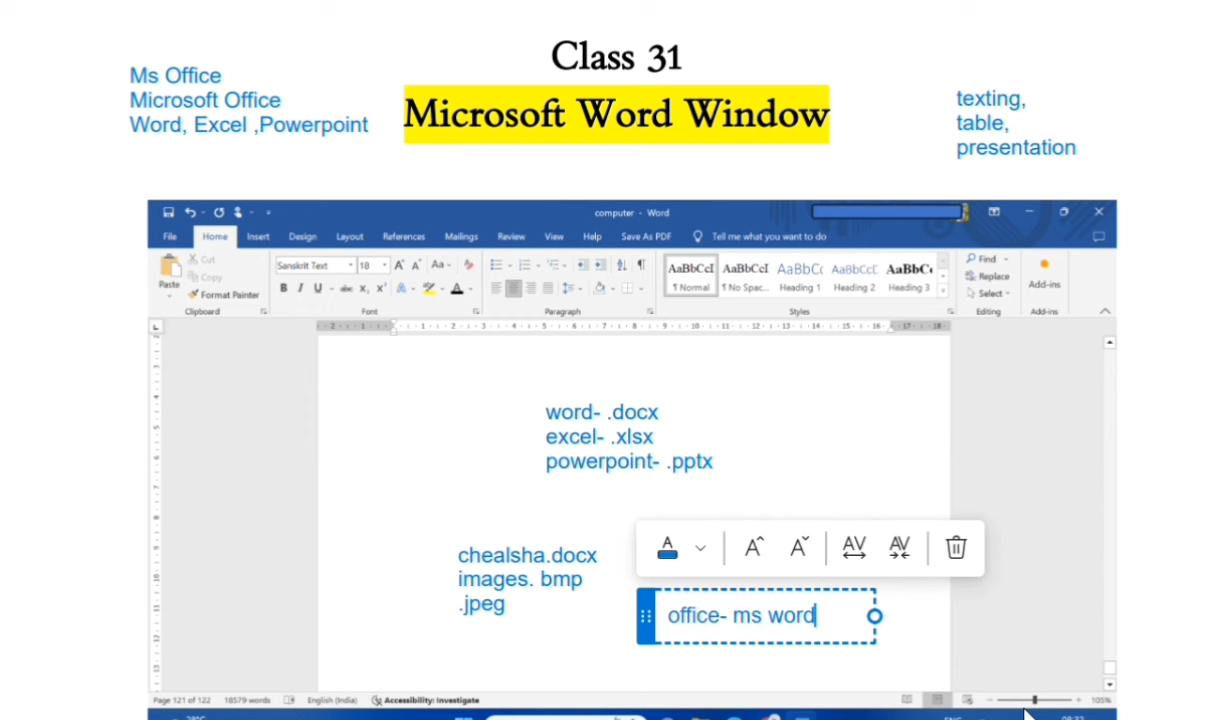 Class 31
Ms Office
Microsoft Office
Word, Excel ,Powerpoint
Microsoft Word Window
texting,
table,
presentation
computer - Word
File Home Insert Design Layout References Mailings Review View Help Save As PDF Tell me what you want to do
Paste
Cut
Copy
Format Painter
Clipboard
Sanskrit Text 18
Font
Paragraph
AaBbCcI AaBbCcI AaBbCc AaBbCcC AaBbCc
Normal No Spac... Heading 1 Heading 2 Heading 3
Styles
Find
Replace
Select
Editing
Add-ins
Add-ins
word- .docx
excel- .xlsx
powerpoint- .pptx
chealsha.docx
images. bmp
.jpeg
office- ms word
Page 121 of 122 18579 words English (India) Accessibility: Investigate 105%